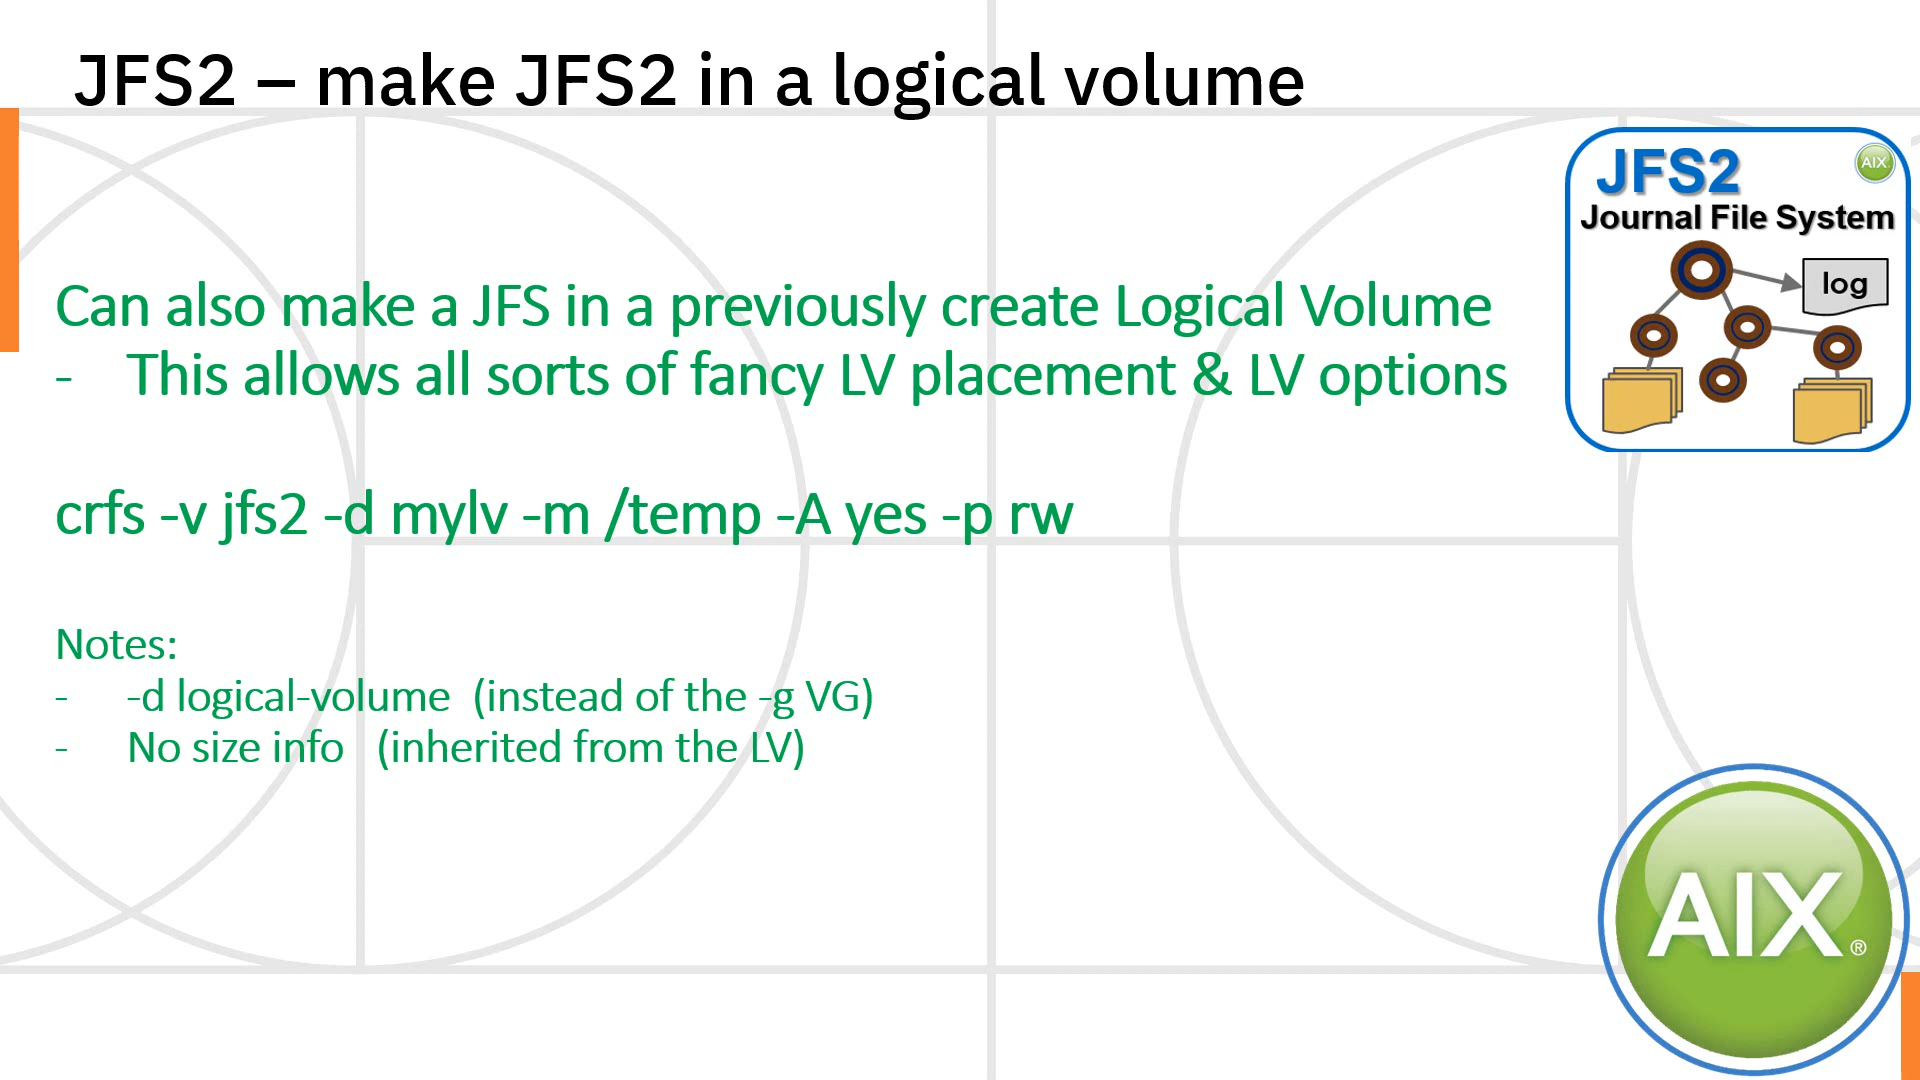 JFS2 – make JFS2 in a logical volume
JFS2
AIX
Journal File System
log
Can also make a JFS in a previously create Logical Volume
- This allows all sorts of fancy LV placement & LV options
crfs -v jfs2 -d mylv -m /temp -A yes -p rw
Notes:
- -d logical-volume (instead of the -g VG)
- No size info (inherited from the LV)
AIX®